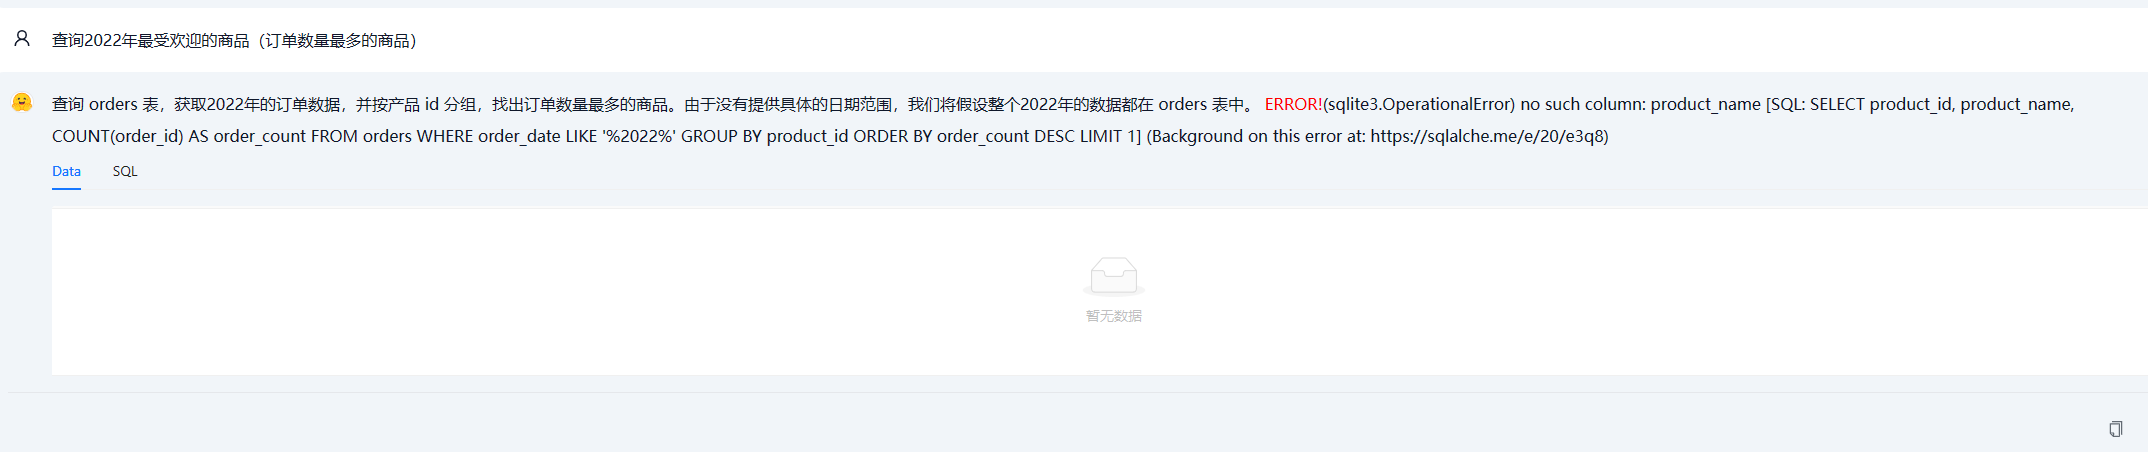 查询2022年最受欢迎的商品（订单数量最多的商品）
查询 orders 表，获取2022年的订单数据，并按产品 id 分组，找出订单数量最多的商品。由于没有提供具体的日期范围，我们将假设整个2022年的数据都在 orders 表中。 ERROR!(sqlite3.OperationalError) no such column: product_name [SQL: SELECT product_id, product_name,
COUNT(order_id) AS order_count FROM orders WHERE order_date LIKE '%2022%' GROUP BY product_id ORDER BY order_count DESC LIMIT 1] (Background on this error at: https://sqlalche.me/e/20/e3q8)
Data SQL
暂无数据